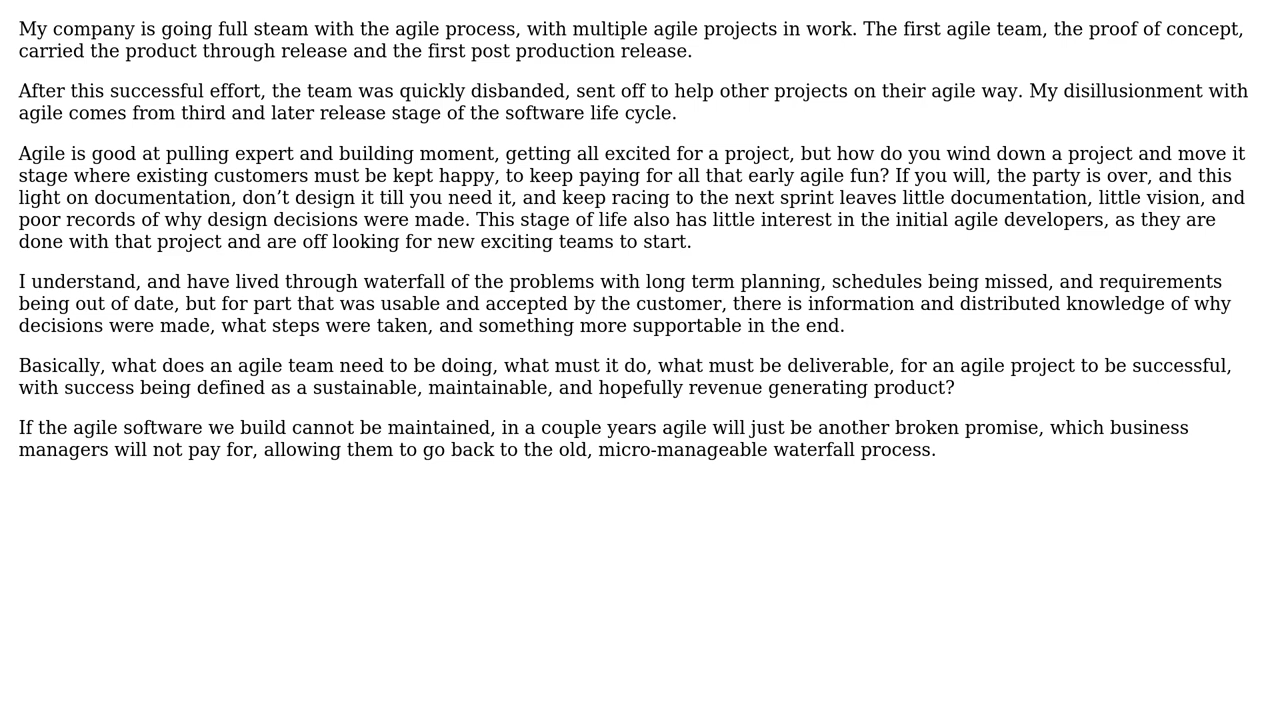 My company is going full steam with the agile process, with multiple agile projects in work. The first agile team, the proof of concept,
carried the product through release and the first post production release.
After this successful effort, the team was quickly disbanded, sent off to help other projects on their agile way. My disillusionment with
agile comes from third and later release stage of the software life cycle.
Agile is good at pulling expert and building moment, getting all excited for a project, but how do you wind down a project and move it
stage where existing customers must be kept happy, to keep paying for all that early agile fun? If you will, the party is over, and this
light on documentation, don’t design it till you need it, and keep racing to the next sprint leaves little documentation, little vision, and
poor records of why design decisions were made. This stage of life also has little interest in the initial agile developers, as they are
done with that project and are off looking for new exciting teams to start.
I understand, and have lived through waterfall of the problems with long term planning, schedules being missed, and requirements
being out of date, but for part that was usable and accepted by the customer, there is information and distributed knowledge of why
decisions were made, what steps were taken, and something more supportable in the end.
Basically, what does an agile team need to be doing, what must it do, what must be deliverable, for an agile project to be successful,
with success being defined as a sustainable, maintainable, and hopefully revenue generating product?
If the agile software we build cannot be maintained, in a couple years agile will just be another broken promise, which business
managers will not pay for, allowing them to go back to the old, micro-manageable waterfall process.